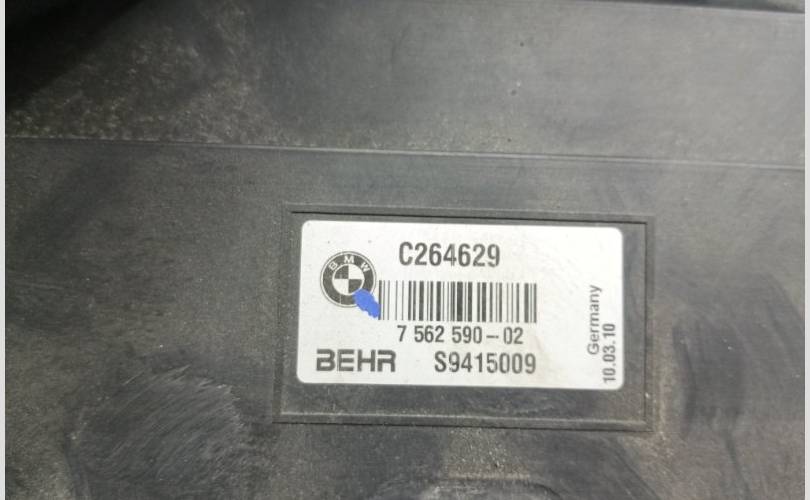 C264629
BMW
7 562 590-02
BEHR S9415009
Germany
10.03.10